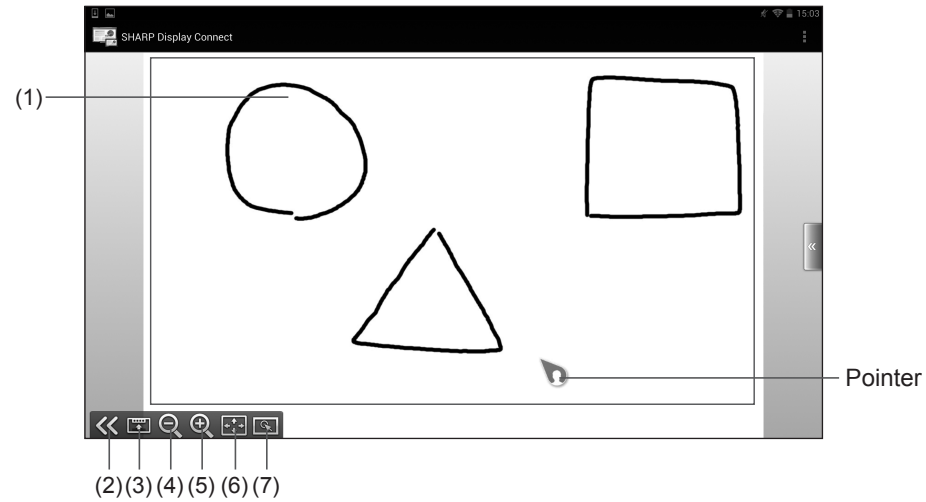 15:03
SHARP Display Connect
(1)
Pointer
(2) (3) (4) (5) (6) (7)